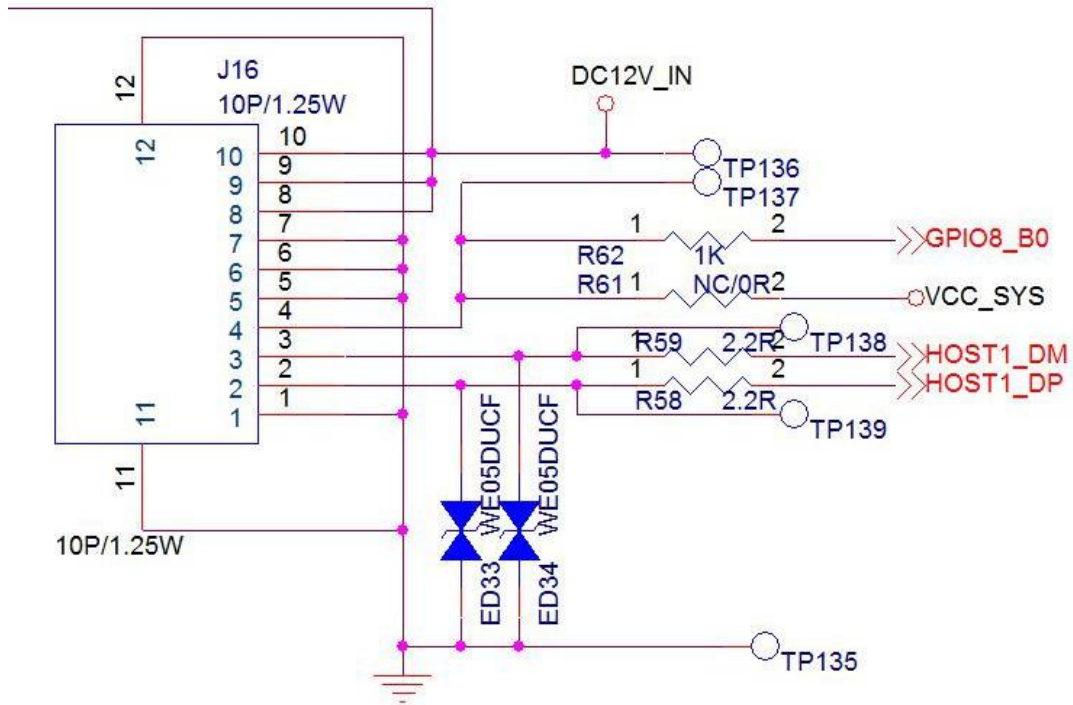 J16
10P/1.25W
DC12V_IN
12
12
10
10
TP136
9
9
TP137
8
8
7
7
1
2
GPIO8_B0
R62
1K
6
6
R61
1
NC/0R
2
VCC_SYS
5
5
4
4
TP138
3
3
1
R59
2.2R
2
HOST1_DM
2
2
1
2
HOST1_DP
R58
2.2R
1
1
TP139
11
11
WE05DUCF
WE05DUCF
10P/1.25W
ED33
ED34
TP135